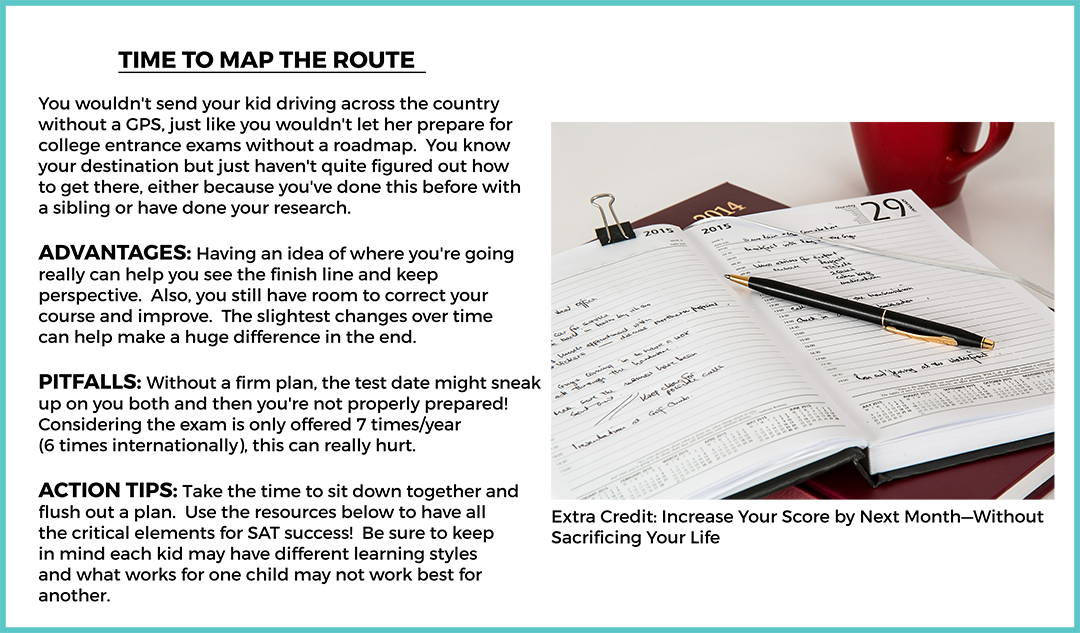 TIME TO MAP THE ROUTE
You wouldn't send your kid driving across the country
without a GPS, just like you wouldn't let her prepare for
college entrance exams without a roadmap.  You know
your destination but just haven't quite figured out how
to get there, either because you've done this before with
a sibling or have done your research.
ADVANTAGES: Having an idea of where you're going
really can help you see the finish line and keep
perspective.  Also, you still have room to correct your
course and improve.  The slightest changes over time
can help make a huge difference in the end.
PITFALLS: Without a firm plan, the test date might sneak
up on you both and then you're not properly prepared!
Considering the exam is only offered 7 times/year
(6 times internationally), this can really hurt.
ACTION TIPS: Take the time to sit down together and
flush out a plan.  Use the resources below to have all
the critical elements for SAT success!  Be sure to keep
in mind each kid may have different learning styles
and what works for one child may not work best for
another.
2014
2015
2015
29
Extra Credit: Increase Your Score by Next Month—Without
Sacrificing Your Life